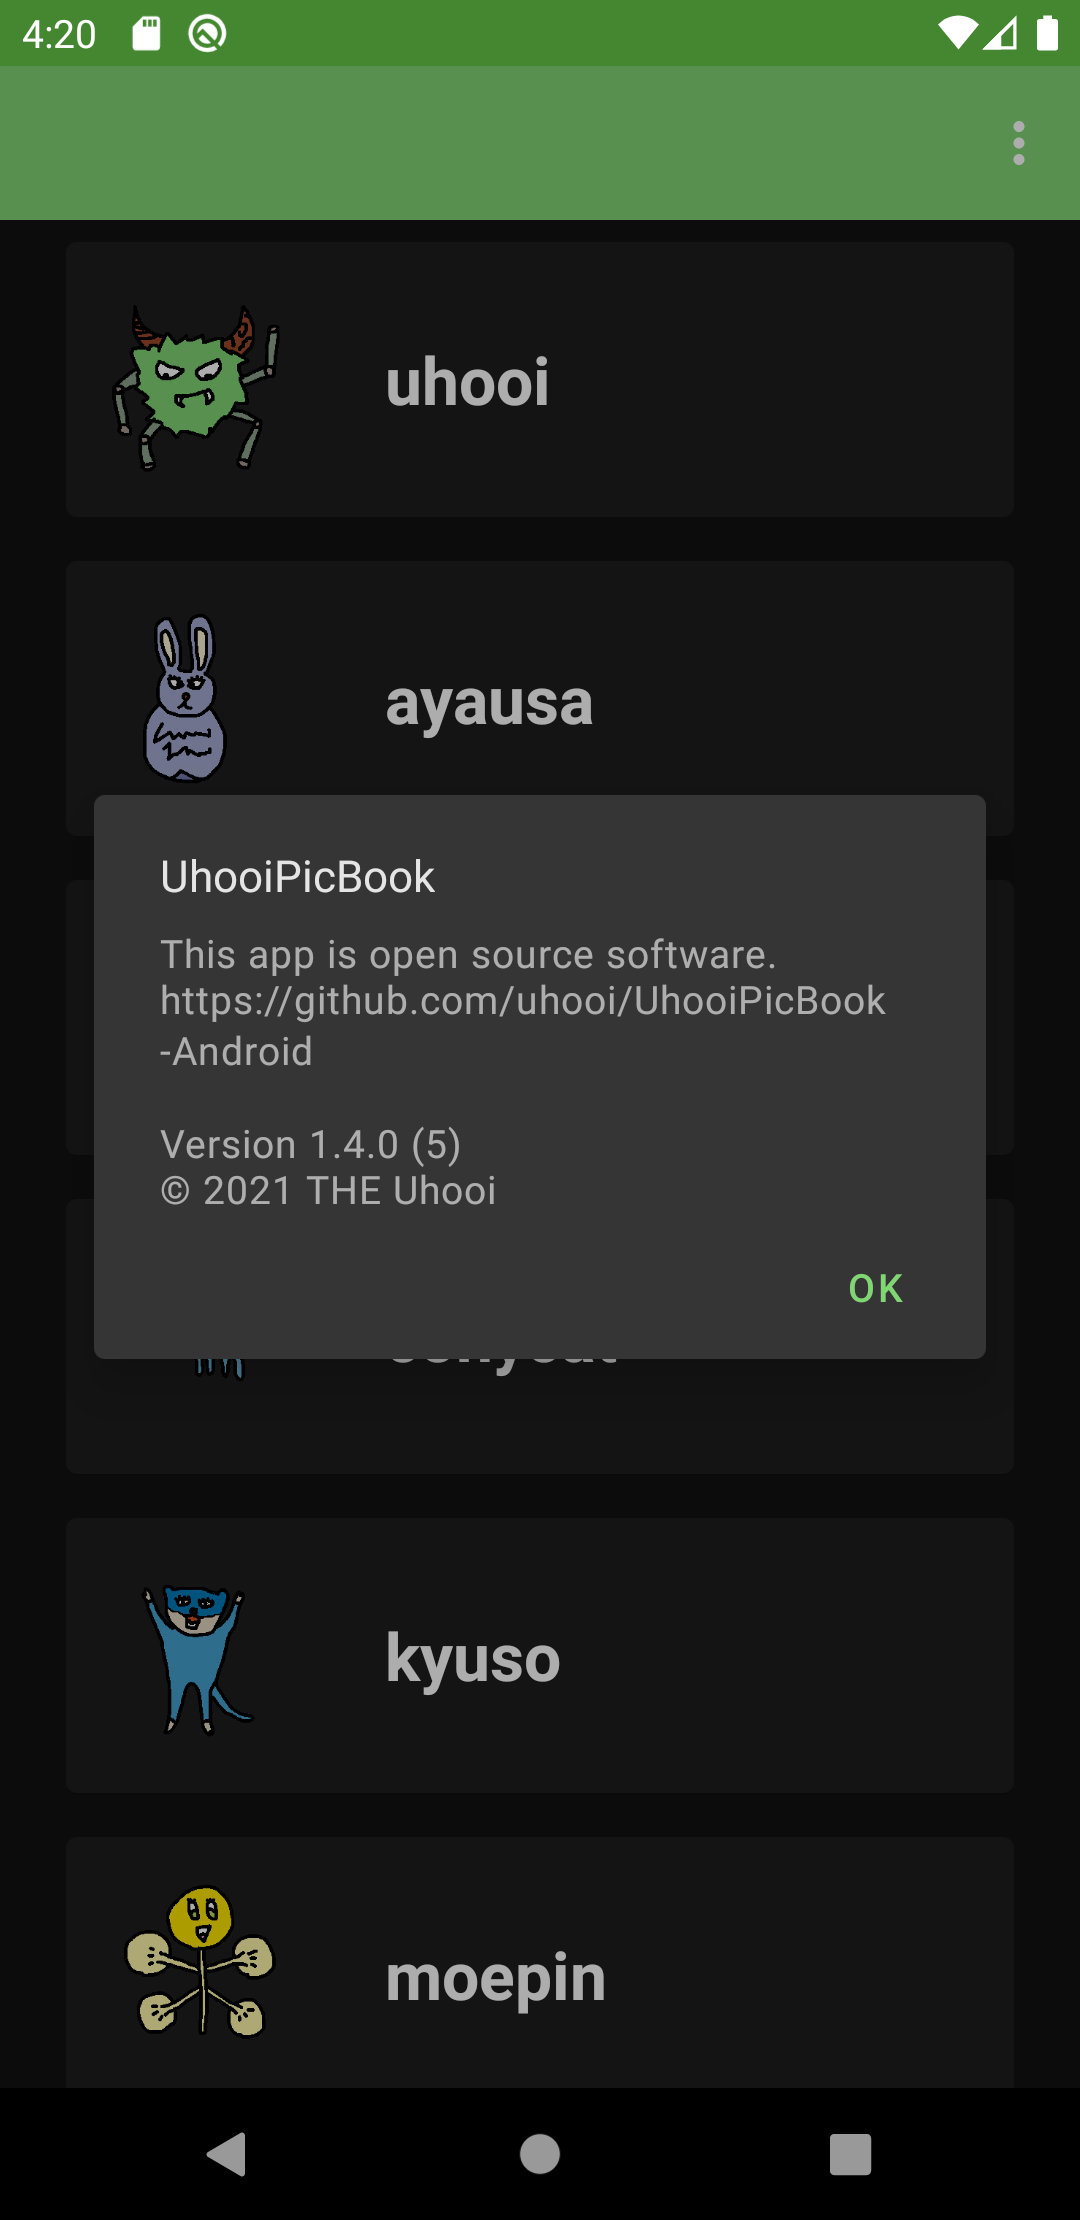 4:20
uhooi
ayausa
UhooiPicBook
This app is open source software.
https://github.com/uhooi/UhooiPicBook
-Android
Version 1.4.0 (5)
© 2021 THE Uhooi
OK
kyuso
moepin